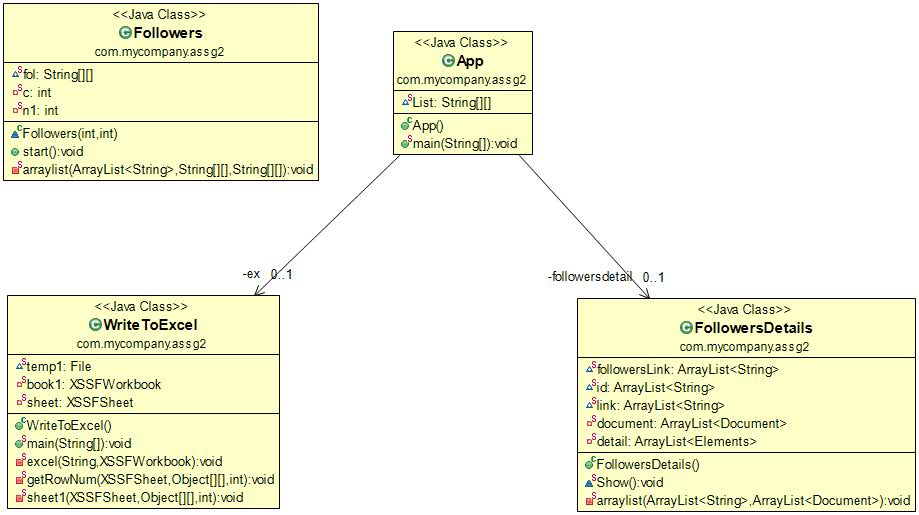 <<Java Class>>
Followers
com.mycompany.assg2
fol: String[][]
c: int
n1: int
Followers(int,int)
start():void
arraylist(ArrayList<String>,String[][],String[][]):void
<<Java Class>>
App
com.mycompany.assg2
List: String[][]
App()
main(String[]):void
-ex 0..1
-followersdetail 0..1
<<Java Class>>
WriteToExcel
com.mycompany.assg2
temp1: File
book1: XSSFWorkbook
sheet: XSSFSheet
WriteToExcel()
main(String[]):void
excel(String,XSSFWorkbook):void
getRowNum(XSSFSheet,Object[][],int):void
sheet1(XSSFSheet,Object[][],int):void
<<Java Class>>
FollowersDetails
com.mycompany.assg2
followersLink: ArrayList<String>
id: ArrayList<String>
link: ArrayList<String>
document: ArrayList<Document>
detail: ArrayList<Elements>
FollowersDetails()
Show():void
arraylist(ArrayList<String>,ArrayList<Document>):void